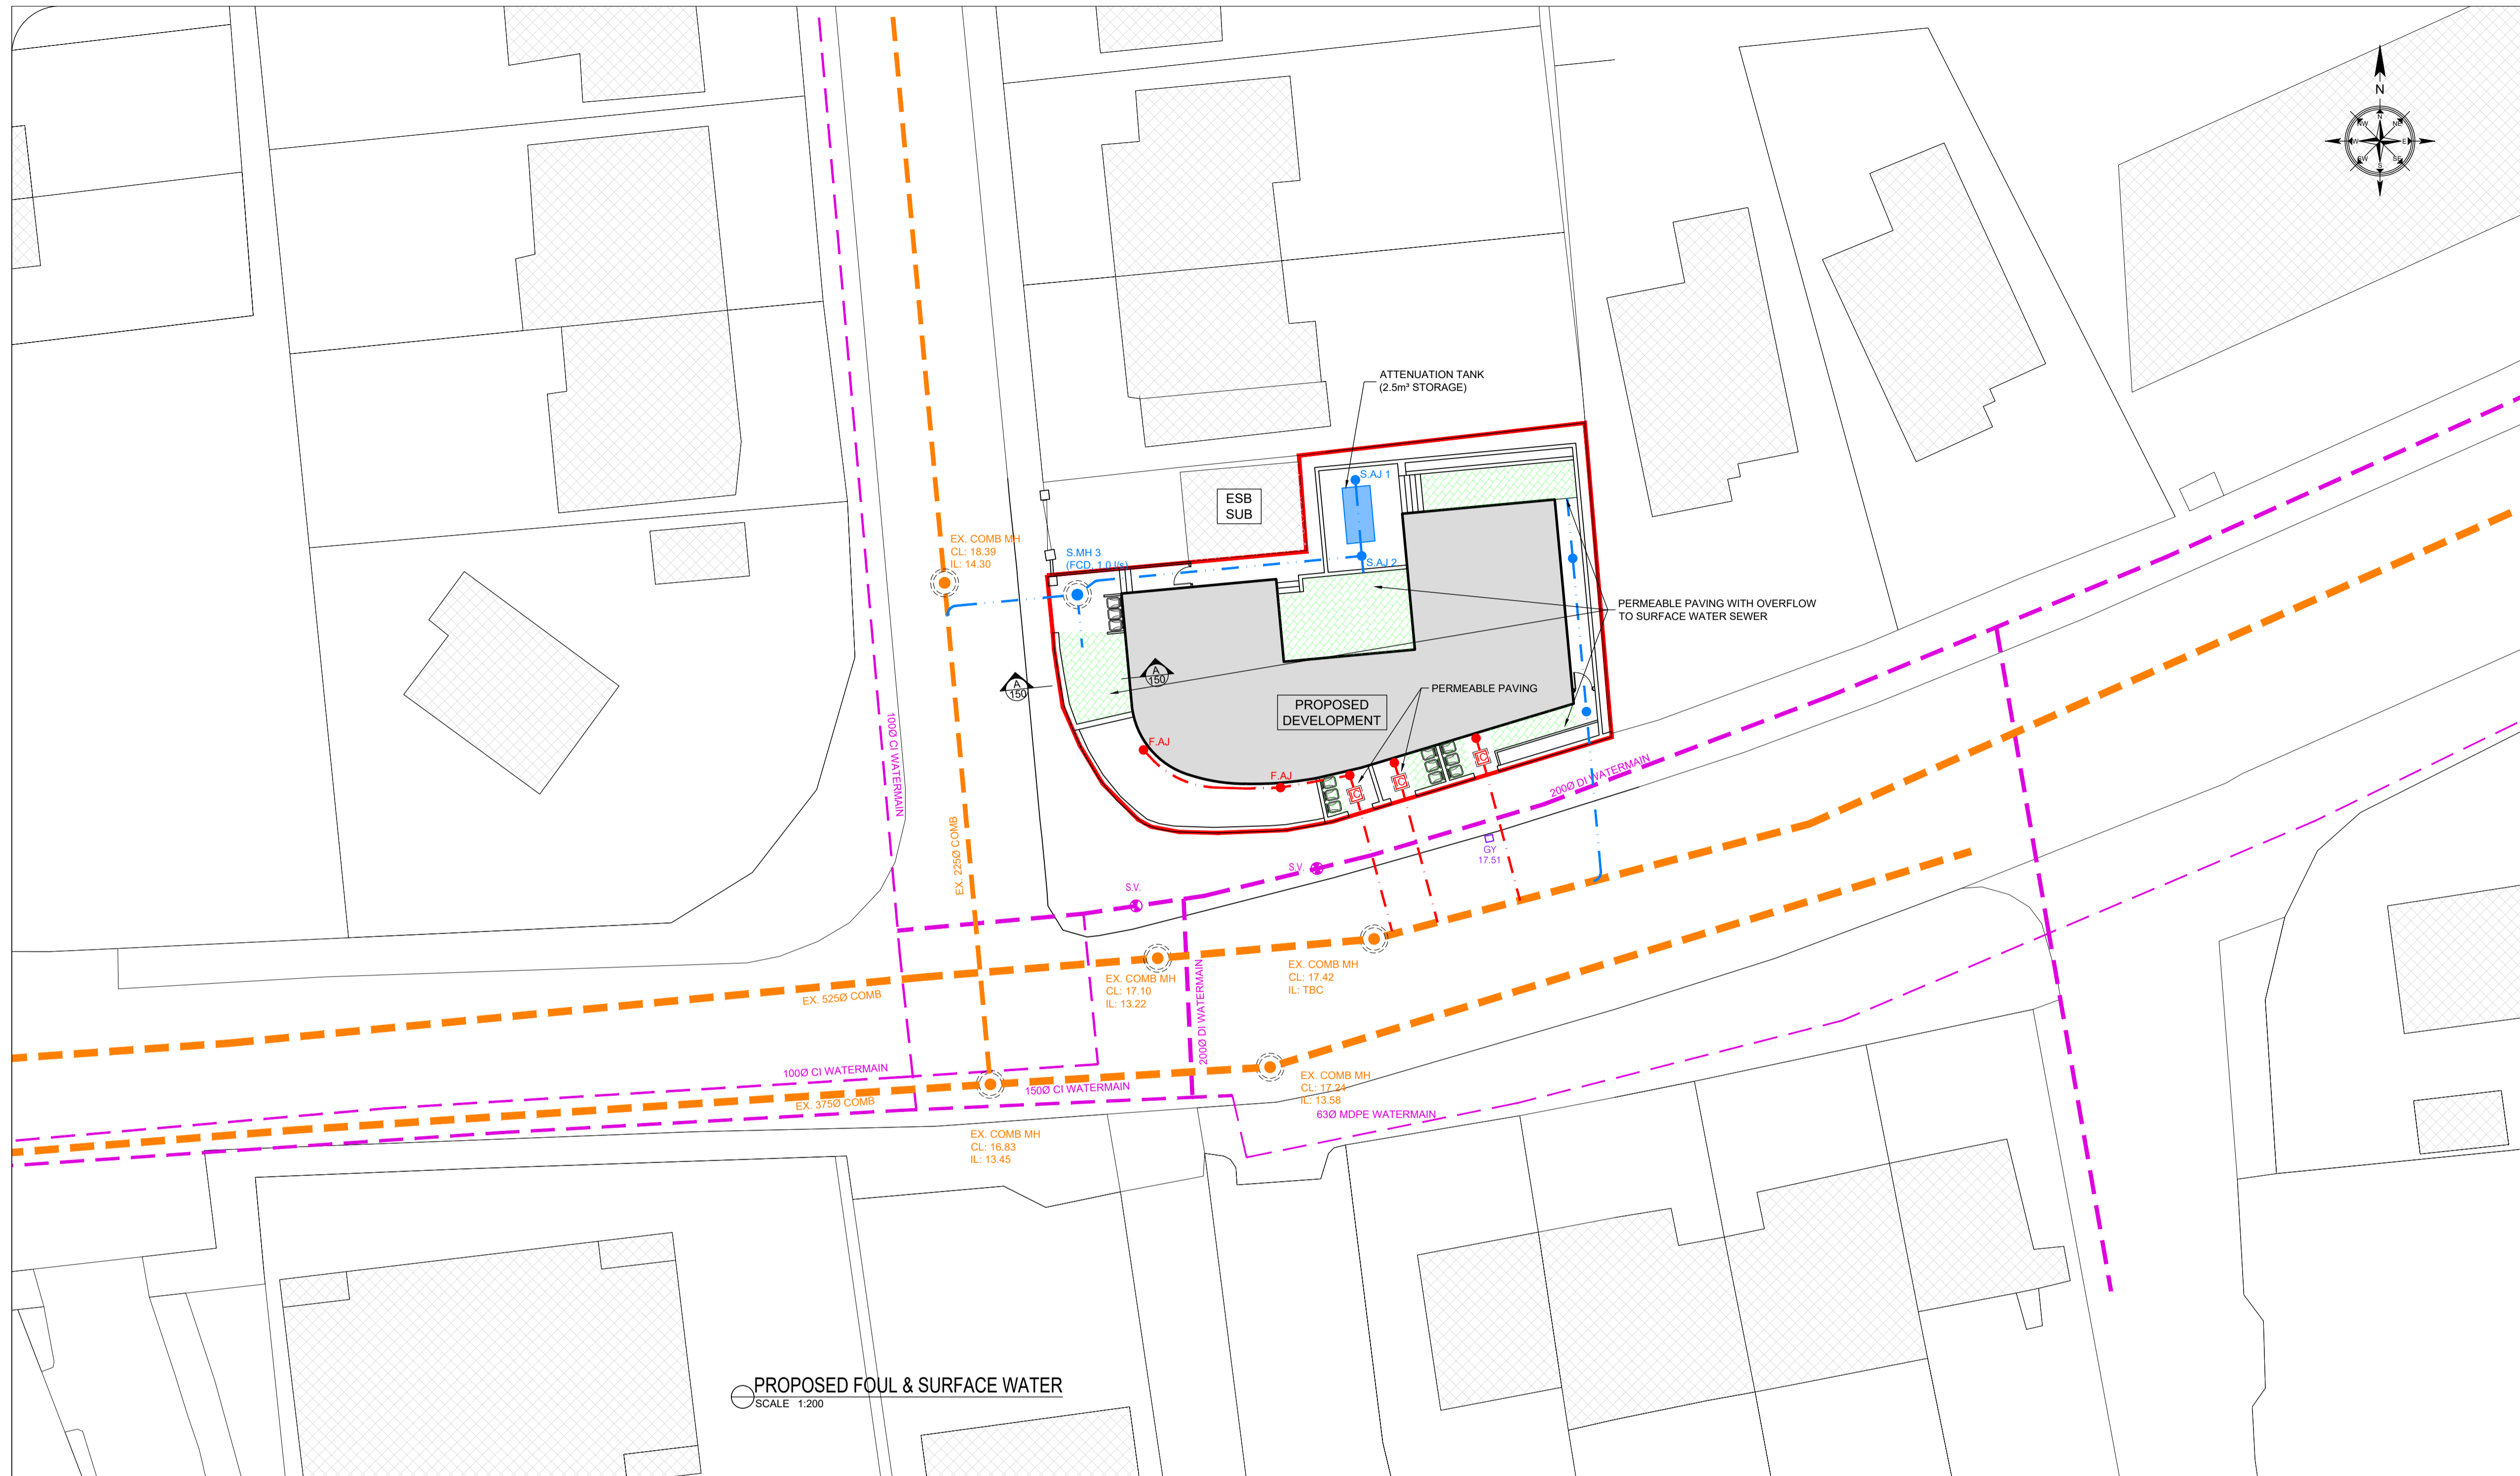 N
N
NW
NE
W
E
SW
SE
S
ATTENUATION TANK
(2.5m³ STORAGE)
S.AJ 1
ESB
SUB
EX. COMB MH
CL: 18.39
IL: 14.30
S.MH 3
(FCD, 1.0 l/s)
S.AJ 2
PERMEABLE PAVING WITH OVERFLOW
TO SURFACE WATER SEWER
A
150
A
150
PERMEABLE PAVING
PROPOSED
DEVELOPMENT
100Ø CI WATERMAIN
F.AJ
F.AJ
200Ø DI WATERMAIN
EX. 225Ø COMB
GY
17.51
S.V.
S.V.
EX. COMB MH
CL: 17.42
IL: TBC
EX. COMB MH
CL: 17.10
IL: 13.22
EX. 525Ø COMB
200Ø DI WATERMAIN
100Ø CI WATERMAIN
150Ø CI WATERMAIN
EX. 375Ø COMB
EX. COMB MH
CL: 17.24
IL: 13.58
63Ø MDPE WATERMAIN
EX. COMB MH
CL: 16.83
IL: 13.45
PROPOSED FOUL & SURFACE WATER
SCALE 1:200